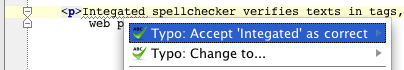 <p>Integated spellchecker verifies texts in tags,
web p
Typo: Accept 'Integated' as correct
Typo: Change to...